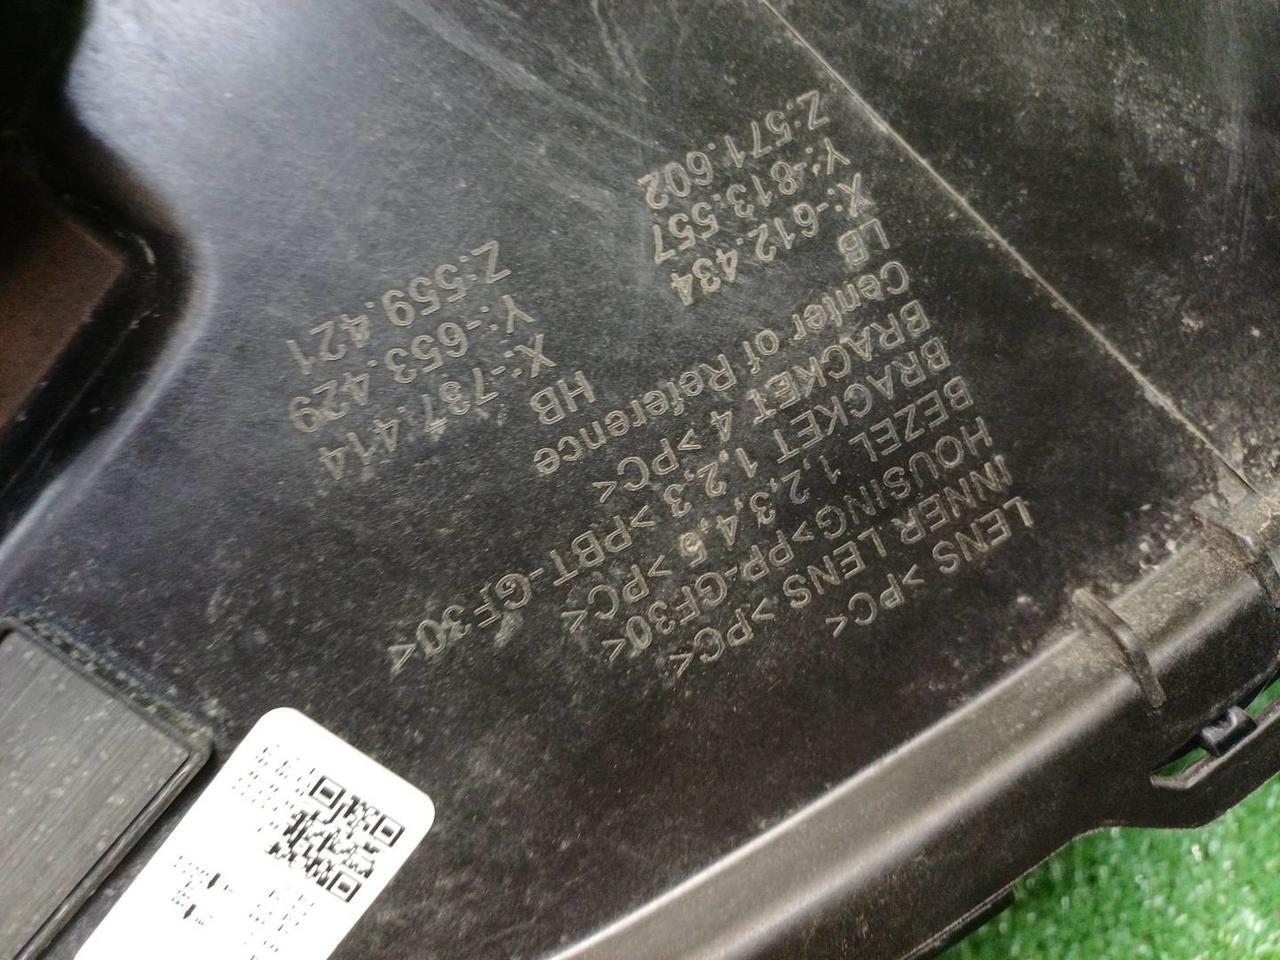 LENS >PC<
INNER LENS >PC<
HOUSING>PP-GF30<
BEZEL 1,2,3,4,5 >PC<
BRACKET 1,2,3 >PBT-GF30<
BRACKET 4 >PC<
Center of Reference
LB
X:-612.434
Y:-813.557
Z:571.602
HB
X:-737.414
Y:-653.429
Z:559.421